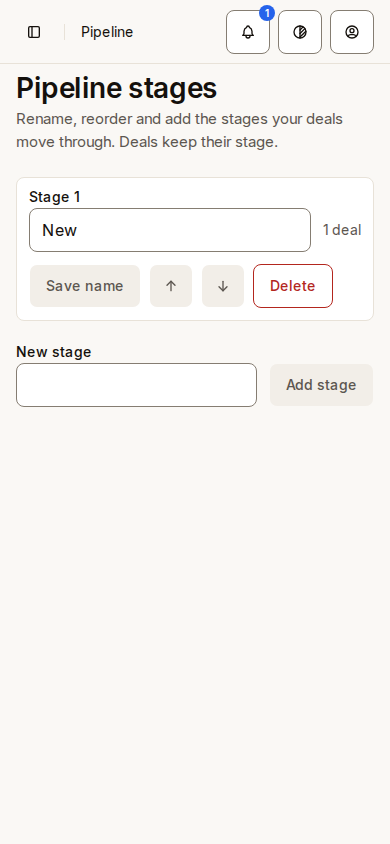 Pipeline
1
Pipeline stages
Rename, reorder and add the stages your deals
move through. Deals keep their stage.
Stage 1
New
1 deal
Save name
Delete
New stage
Add stage